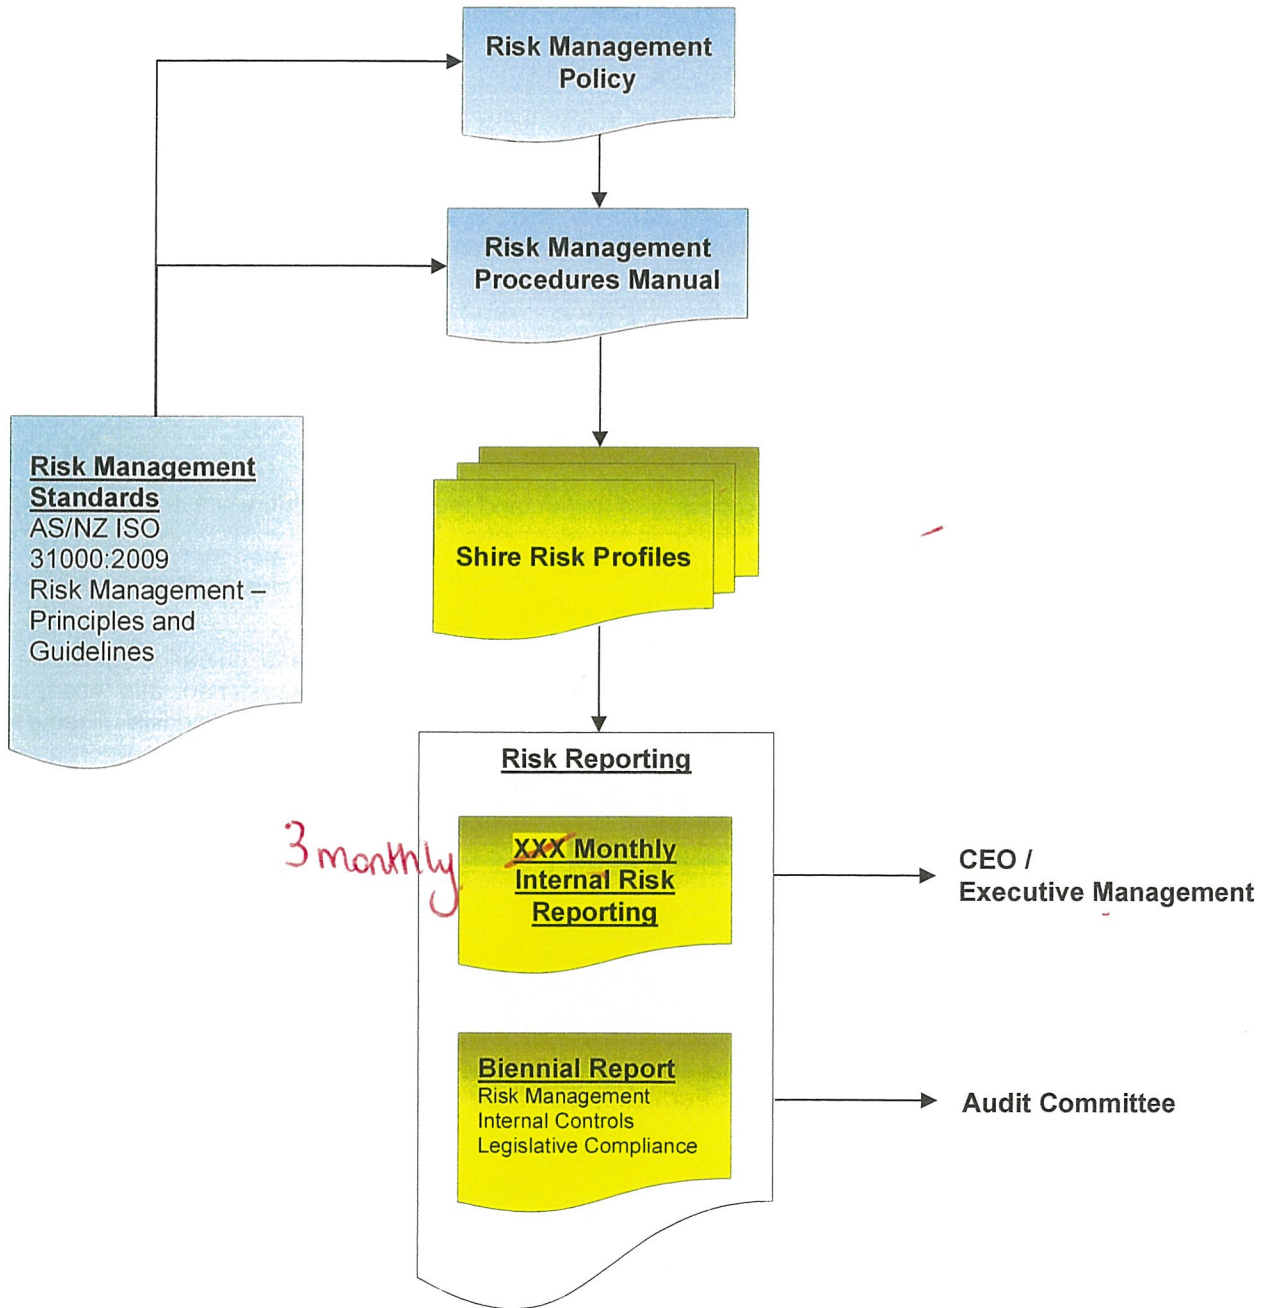 Risk Management
Policy
Risk Management
Procedures Manual
Risk Management
Standards
AS/NZ ISO
31000:2009
Risk Management –
Principles and
Guidelines
Shire Risk Profiles
Risk Reporting
3 monthly
XXX Monthly
Internal Risk
Reporting
CEO /
Executive Management
Biennial Report
Risk Management
Internal Controls
Legislative Compliance
Audit Committee